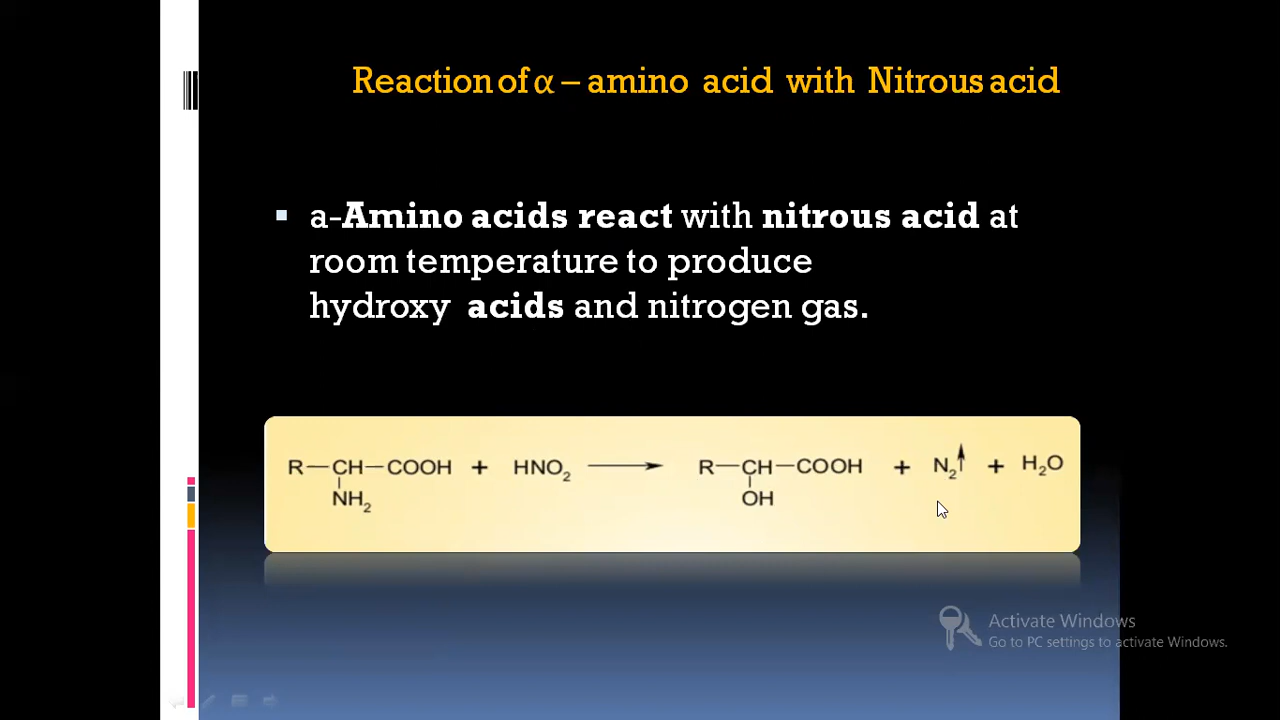 Reaction of α – amino acid with Nitrous acid
a-Amino acids react with nitrous acid at
room temperature to produce
hydroxy acids and nitrogen gas.
R—CH—COOH + HNO₂ ⟶ R—CH—COOH + N₂↑ + H₂O
NH₂ OH
Activate Windows
Go to PC settings to activate Windows.